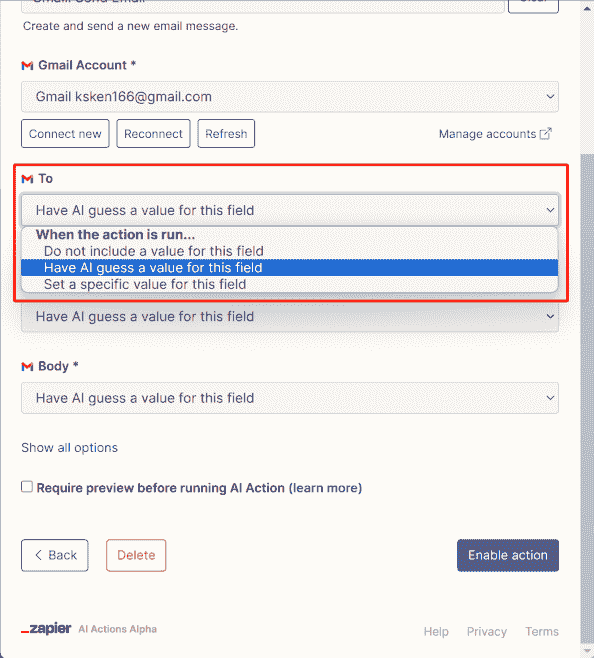 Create and send a new email message.
Gmail Account *
Gmail ksken166@gmail.com
Connect new Reconnect Refresh Manage accounts
To
Have AI guess a value for this field
When the action is run...
Do not include a value for this field
Have AI guess a value for this field
Set a specific value for this field
Have AI guess a value for this field
Body *
Have AI guess a value for this field
Show all options
Require preview before running AI Action (learn more)
Back Delete Enable action
_zapier AI Actions Alpha
Help Privacy Terms